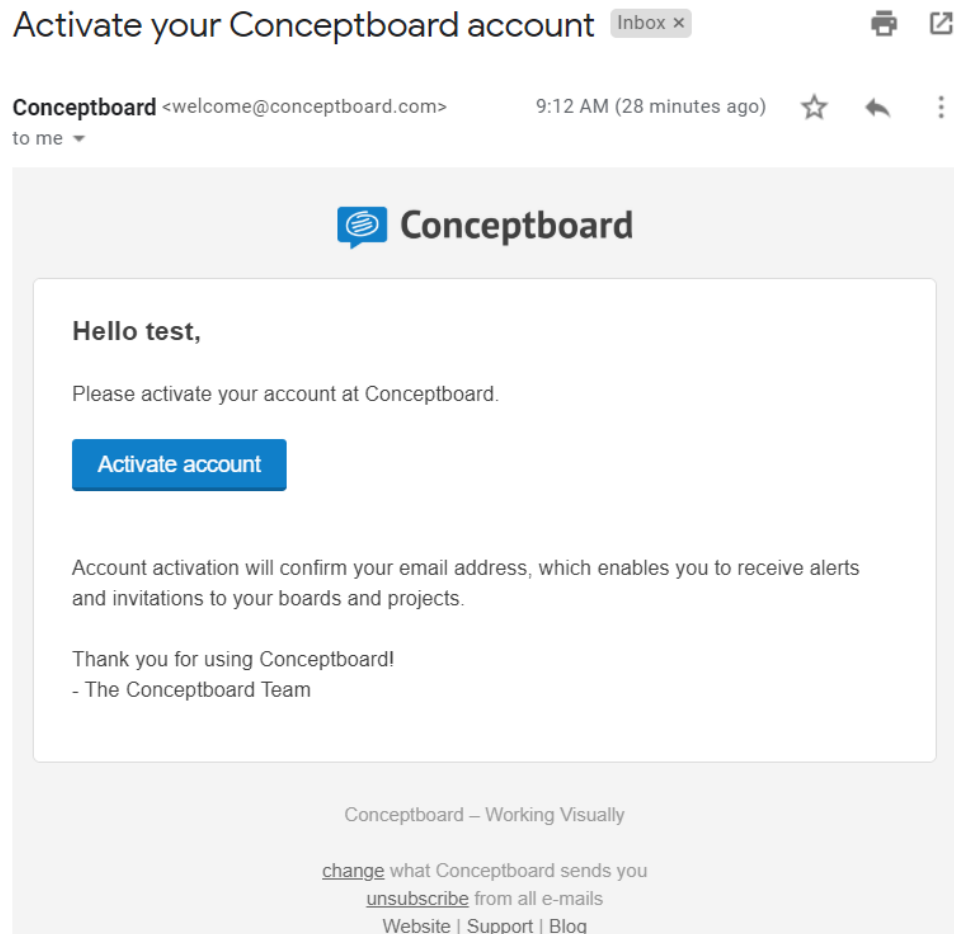 Activate your Conceptboard account Inbox ×
Conceptboard <welcome@conceptboard.com> 9:12 AM (28 minutes ago)
to me
Conceptboard
Hello test,
Please activate your account at Conceptboard.
Activate account
Account activation will confirm your email address, which enables you to receive alerts
and invitations to your boards and projects.
Thank you for using Conceptboard!
- The Conceptboard Team
Conceptboard – Working Visually
change what Conceptboard sends you
unsubscribe from all e-mails
Website | Support | Blog